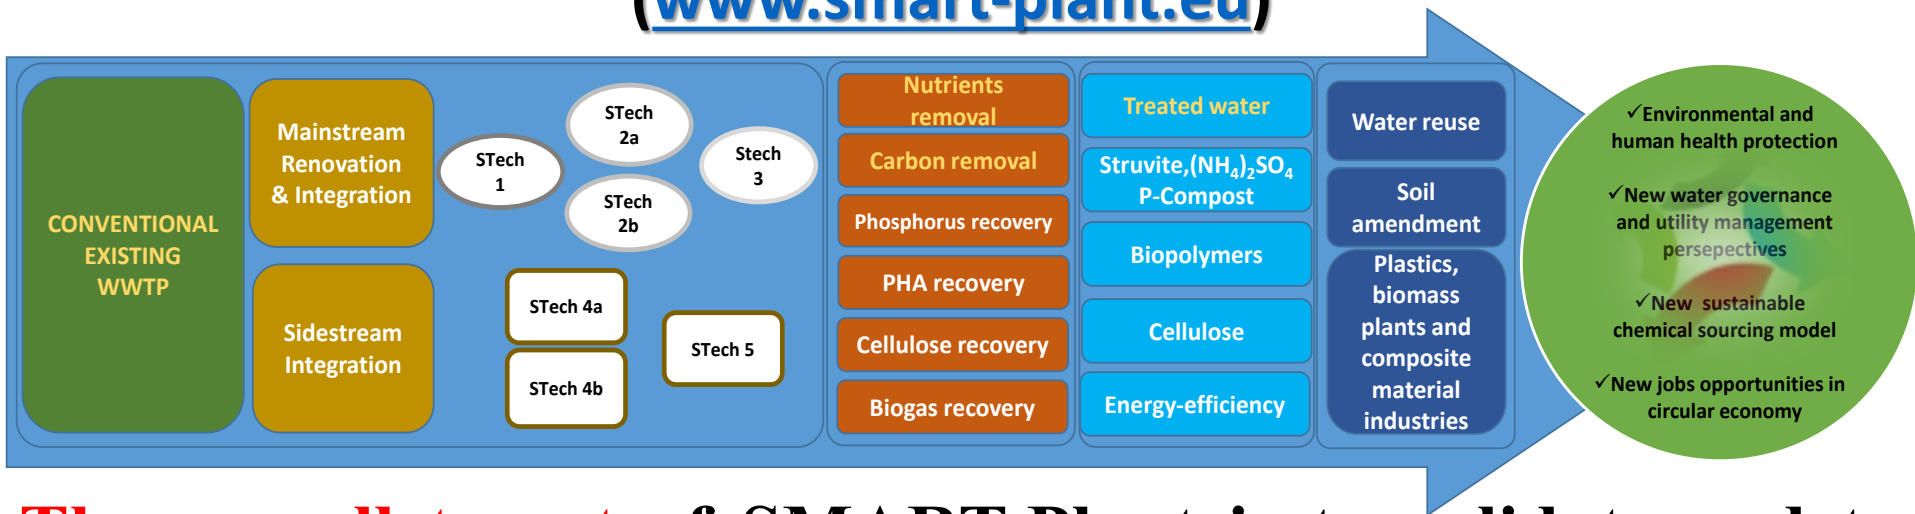 (www.smart-plant.eu)
CONVENTIONAL
EXISTING
WWTP
Mainstream
Renovation
& Integration
Sidestream
Integration
STech
1
STech
2a
STech
2b
Stech
3
STech 4a
STech 4b
STech 5
Nutrients
removal
Carbon removal
Phosphorus recovery
PHA recovery
Cellulose recovery
Biogas recovery
Treated water
Struvite,(NH₄)₂SO₄
P-Compost
Biopolymers
Cellulose
Energy-efficiency
Water reuse
Soil
amendment
Plastics,
biomass
plants and
composite
material
industries
✓Environmental and
human health protection
✓New water governance
and utility management
persepectives
✓New sustainable
chemical sourcing model
✓New jobs opportunities in
circular economy